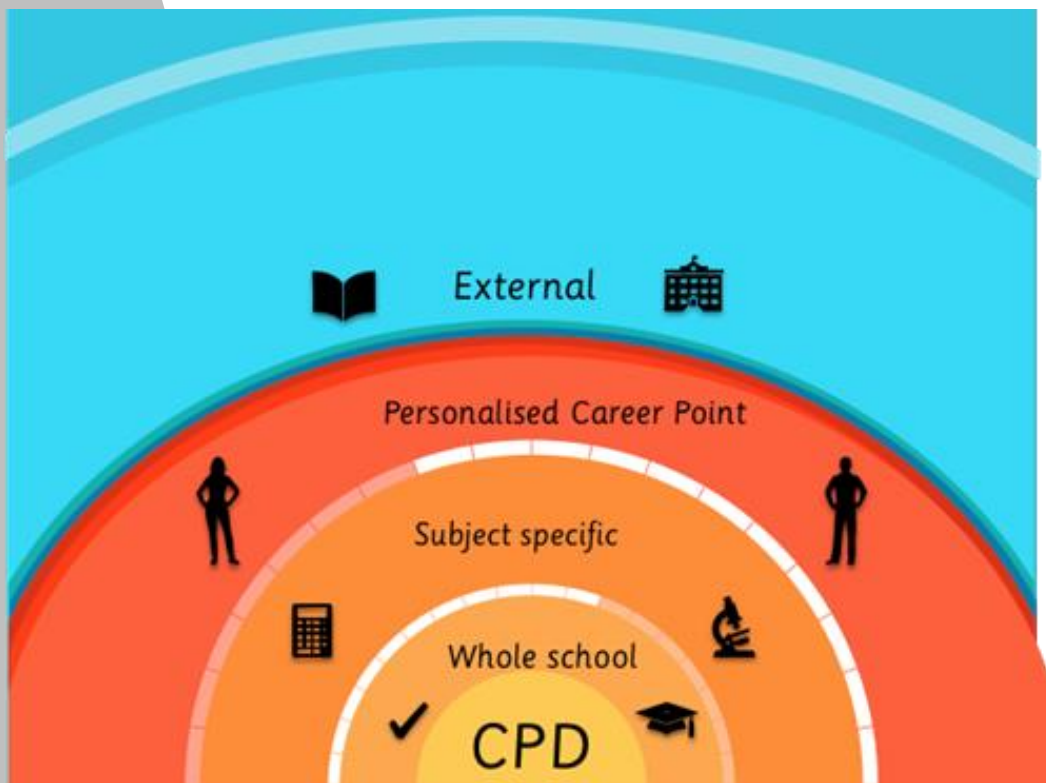 External
Personalised Career Point
Subject specific
Whole school
CPD